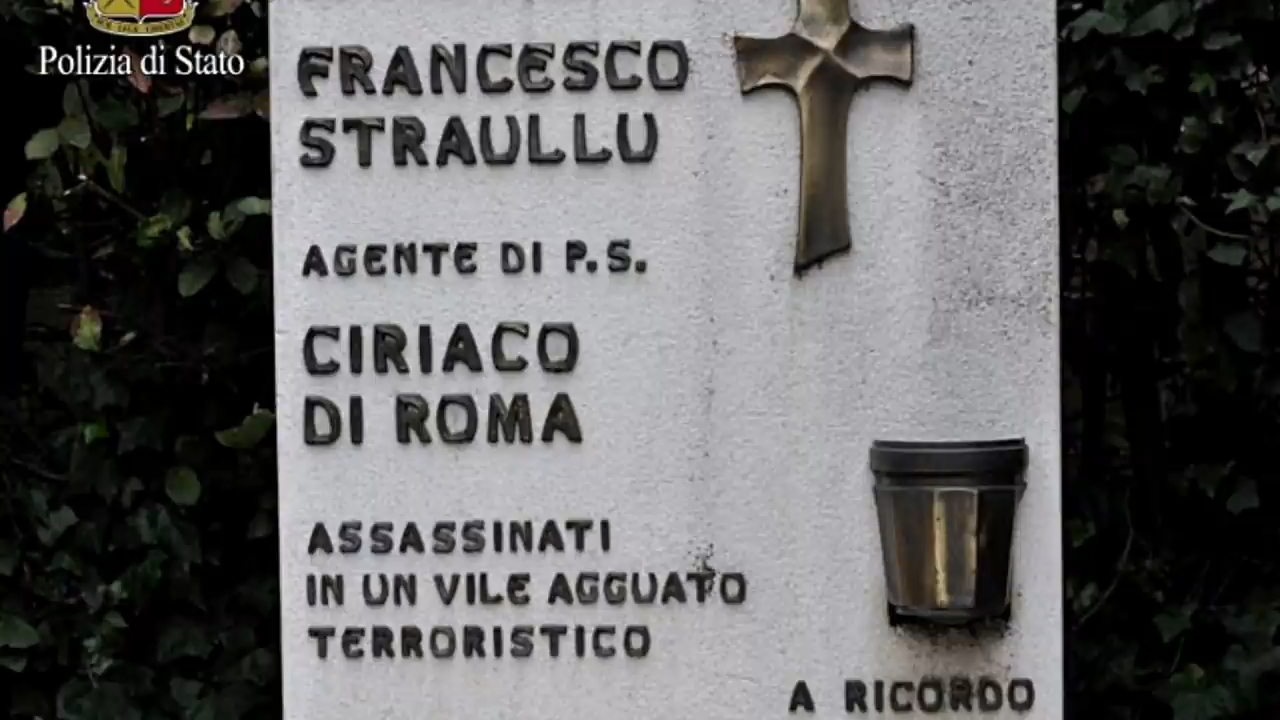 Polizia di Stato
FRANCESCO
STRAULLU
AGENTE DI P.S.
CIRIACO
DI ROMA
ASSASSINATI
IN UN VILE AGGUATO
TERRORISTICO
A RICORDO